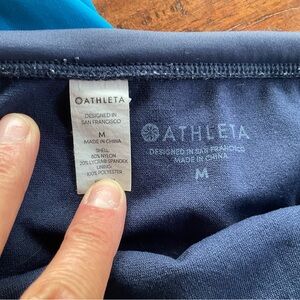 ATHLETA
DESIGNED IN
SAN FRANCISCO
M
MADE IN CHINA
SHELL:
80% NYLON
20% LYCRA® SPANDEX
LINING:
100% POLYESTER
ATHLETA
DESIGNED IN SAN FRANCISCO
MADE IN CHINA
M